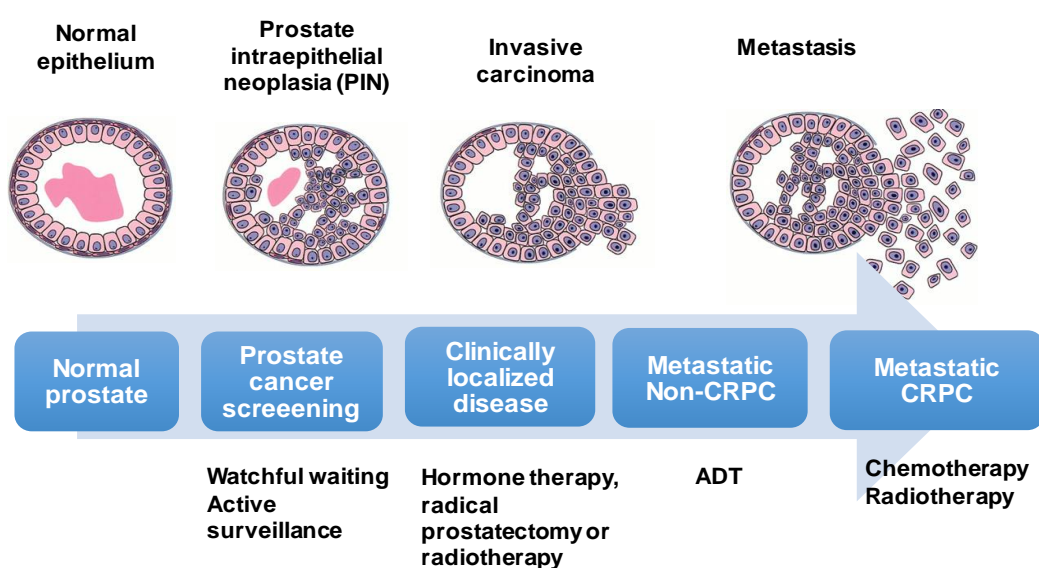 Normal
epithelium
Prostate
intraepithelial
neoplasia (PIN)
Invasive
carcinoma
Metastasis
Normal
prostate
Prostate
cancer
screeening
Clinically
localized
disease
Metastatic
Non-CRPC
Metastatic
CRPC
Watchful waiting
Active
surveillance
Hormone therapy,
radical
prostatectomy or
radiotherapy
ADT
Chemotherapy
Radiotherapy